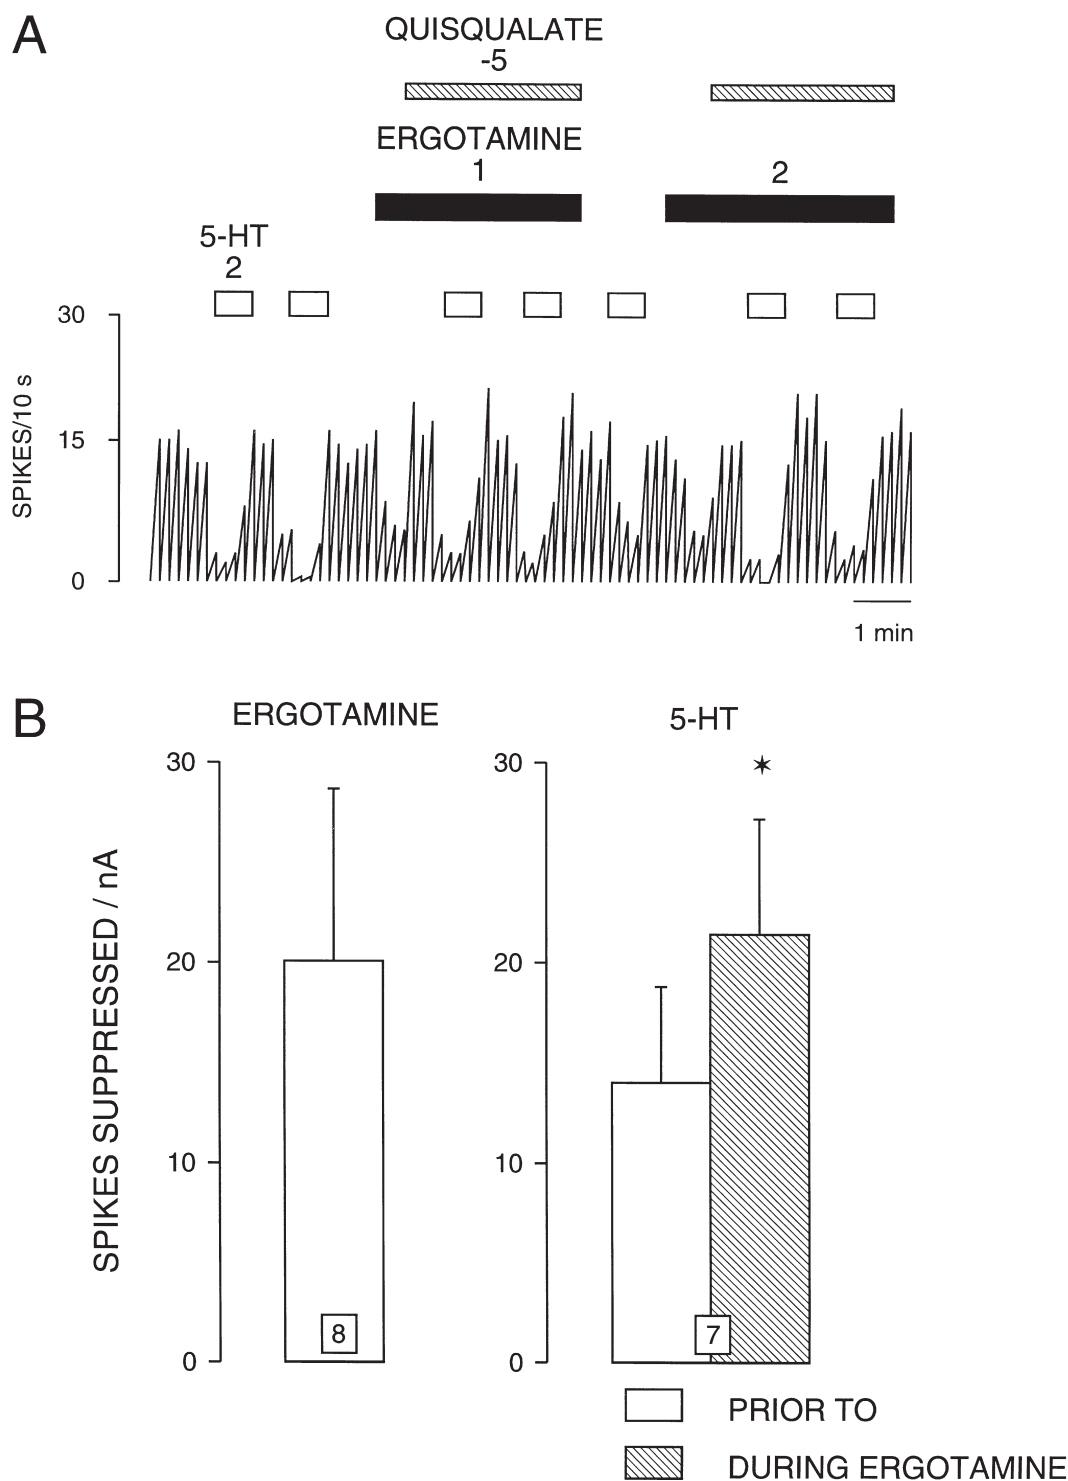 A
QUISQUALATE
-5
ERGOTAMINE
1
2
5-HT
2
30
15
0
SPIKES/10 s
1 min
B
ERGOTAMINE
5-HT
30
20
10
0
SPIKES SUPPRESSED / nA
8
30
20
10
0
7
PRIOR TO
DURING ERGOTAMINE